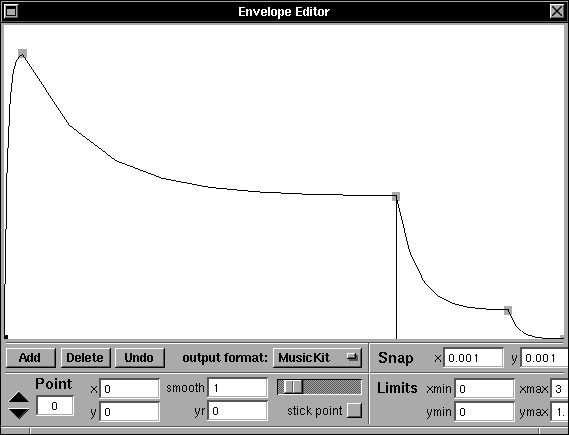 Envelope Editor
Add Delete Undo output format: MusicKit Snap x 0.001 y 0.001
Point x 0 smooth 1 Limits xmin 0 xmax 3
0 y 0 yr 0 stick point ymin 0 ymax 1.